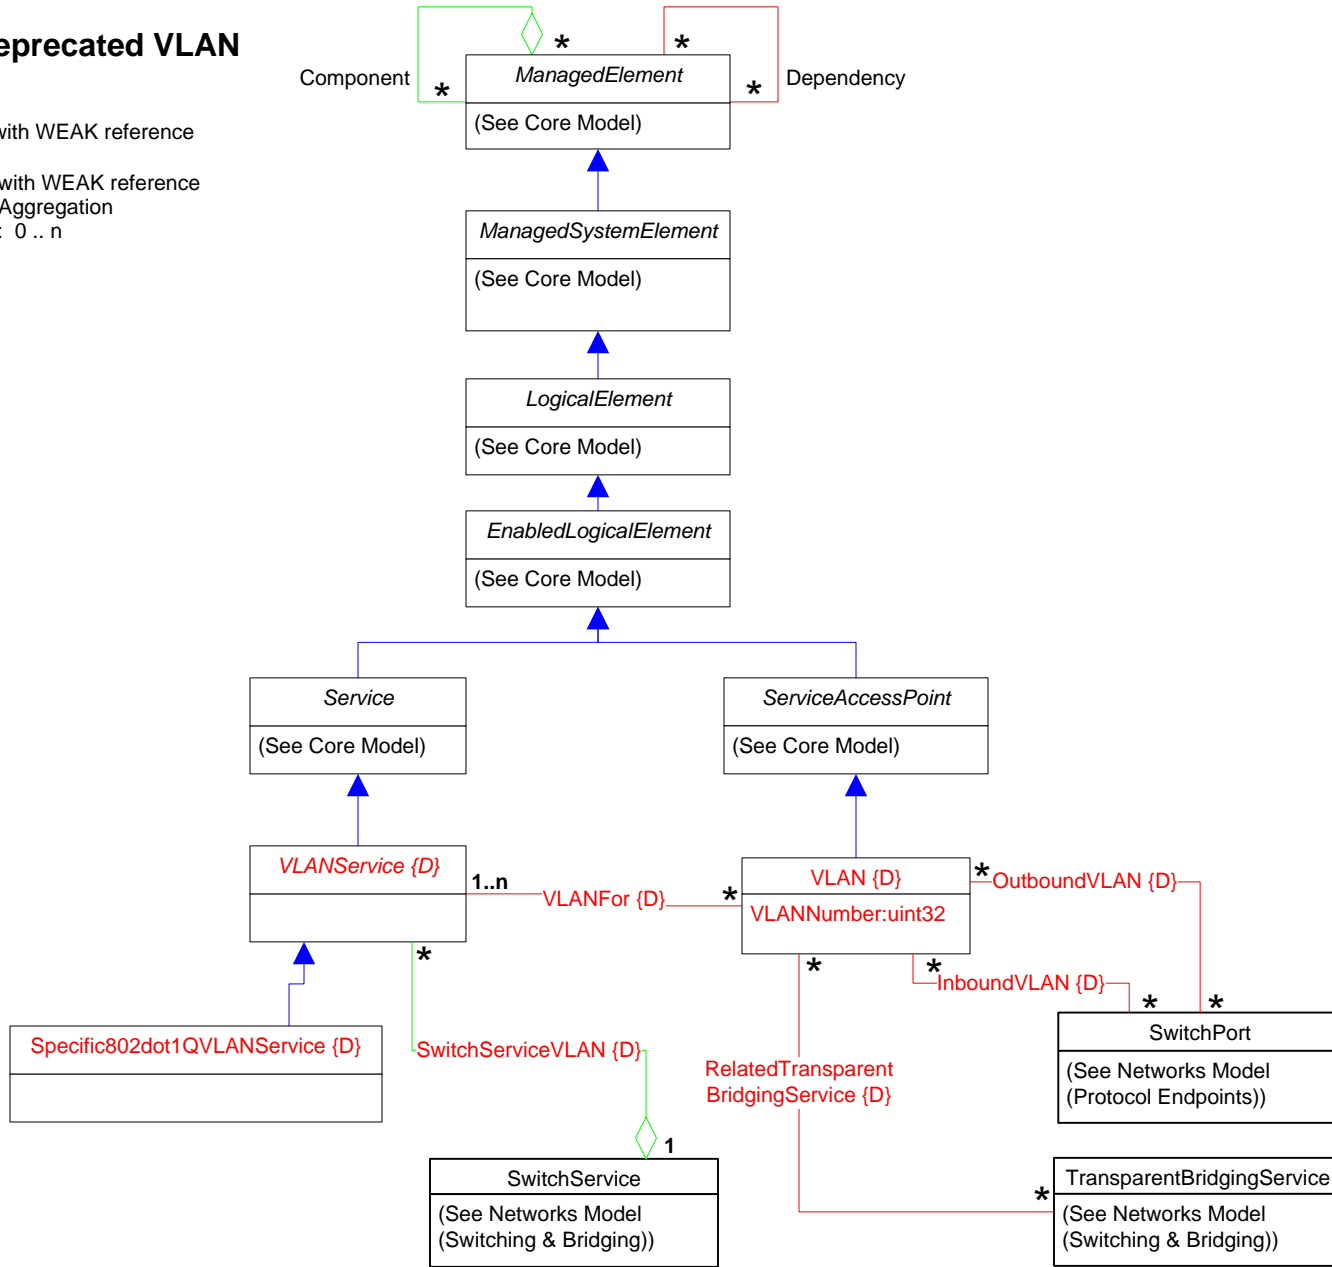 eprecated VLAN
with WEAK reference
with WEAK reference
Aggregation
: 0 .. n
Component
*
*
*
*
Dependency
ManagedElement
(See Core Model)
ManagedSystemElement
(See Core Model)
LogicalElement
(See Core Model)
EnabledLogicalElement
(See Core Model)
Service
(See Core Model)
ServiceAccessPoint
(See Core Model)
VLANService {D}
1..n
VLANFor {D}
*
VLAN {D}
VLANNumber:uint32
*
OutboundVLAN {D}
*
*
*
InboundVLAN {D}
*
*
Specific802dot1QVLANService {D}
SwitchServiceVLAN {D}
1
RelatedTransparent
BridgingService {D}
SwitchPort
(See Networks Model
(Protocol Endpoints))
SwitchService
(See Networks Model
(Switching & Bridging))
*
TransparentBridgingService
(See Networks Model
(Switching & Bridging))